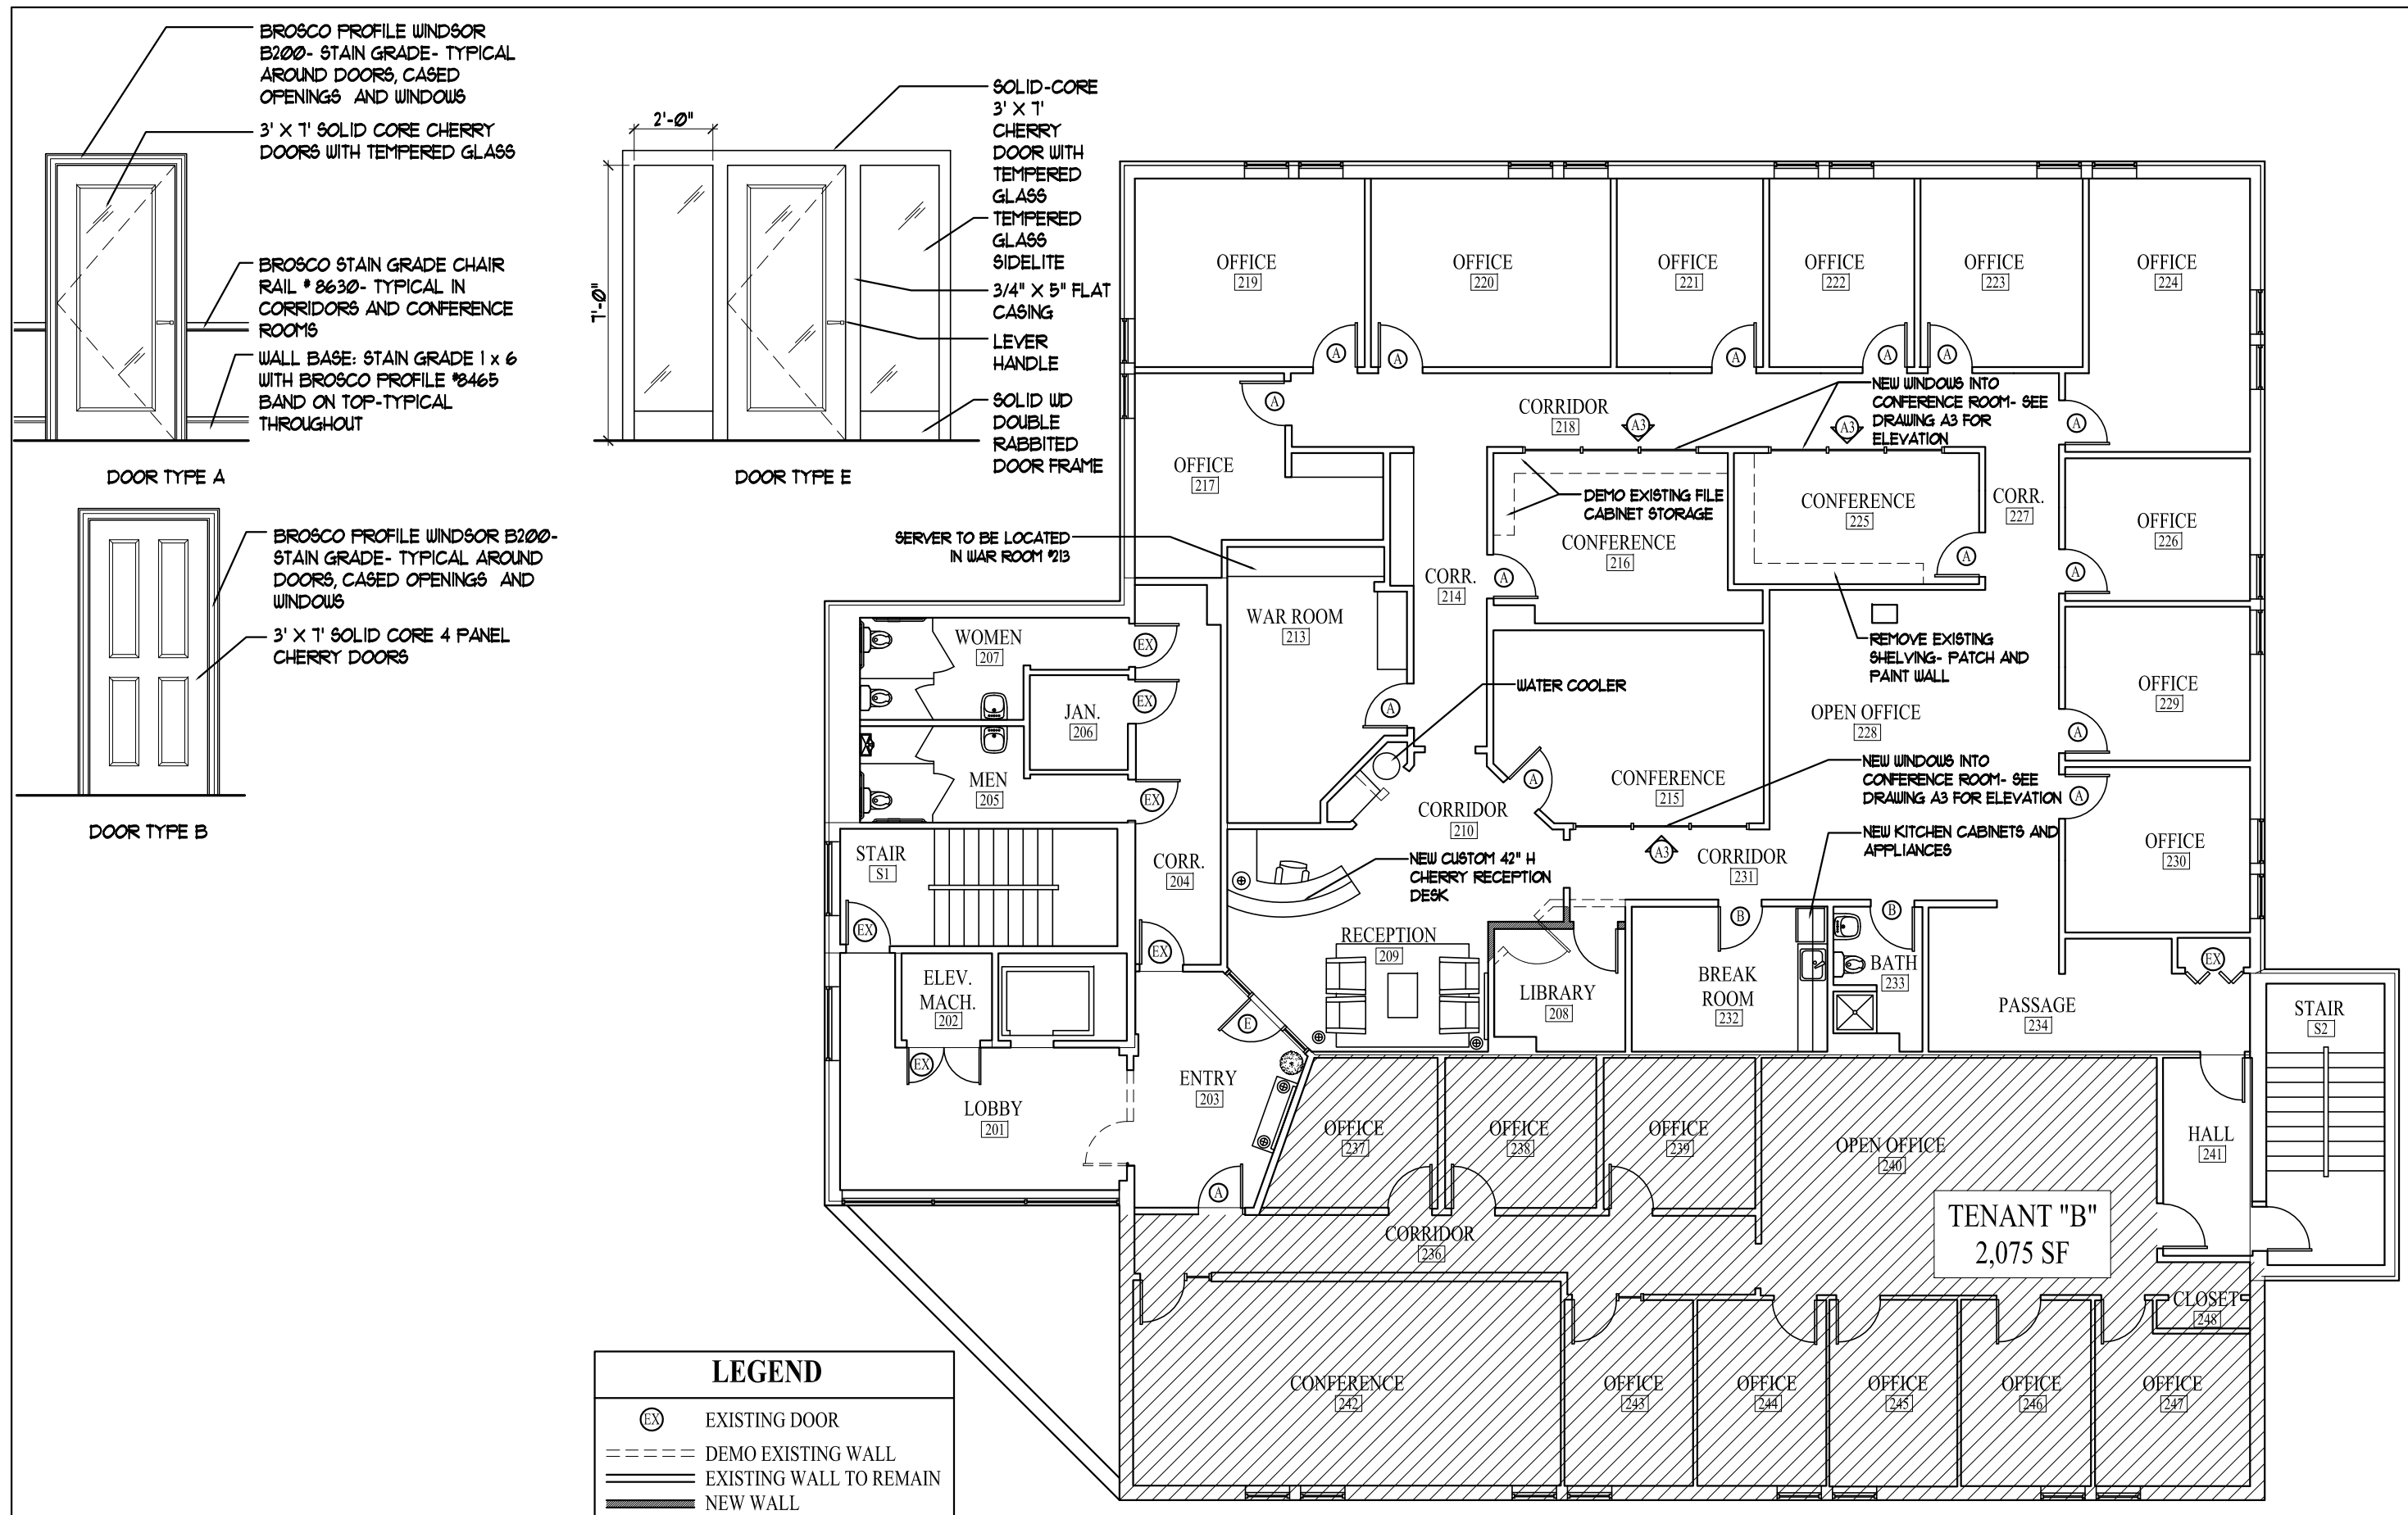 BROSCO PROFILE WINDSOR
B200- STAIN GRADE- TYPICAL
AROUND DOORS, CASED
OPENINGS AND WINDOWS
3' X 7' SOLID CORE CHERRY
DOORS WITH TEMPERED GLASS
BROSCO STAIN GRADE CHAIR
RAIL # 8630- TYPICAL IN
CORRIDORS AND CONFERENCE
ROOMS
WALL BASE: STAIN GRADE 1 x 6
WITH BROSCO PROFILE #8465
BAND ON TOP-TYPICAL
THROUGHOUT
DOOR TYPE A
2'-0"
7'-0"
SOLID-CORE
3' X 7'
CHERRY
DOOR WITH
TEMPERED
GLASS
TEMPERED
GLASS
SIDELITE
3/4" X 5" FLAT
CASING
LEVER
HANDLE
SOLID WD
DOUBLE
RABBITED
DOOR FRAME
DOOR TYPE E
BROSCO PROFILE WINDSOR B200-
STAIN GRADE- TYPICAL AROUND
DOORS, CASED OPENINGS AND
WINDOWS
3' X 7' SOLID CORE 4 PANEL
CHERRY DOORS
DOOR TYPE B
OFFICE
219
OFFICE
220
OFFICE
221
OFFICE
222
OFFICE
223
OFFICE
224
A
A
A
A
A
A
A
CORRIDOR
218
A3
A3
NEW WINDOWS INTO
CONFERENCE ROOM- SEE
DRAWING A3 FOR
ELEVATION
OFFICE
217
DEMO EXISTING FILE
CABINET STORAGE
CONFERENCE
216
CONFERENCE
225
CORR.
227
OFFICE
226
SERVER TO BE LOCATED
IN WAR ROOM #213
CORR.
214
A
A
A
WAR ROOM
213
WOMEN
207
EX
REMOVE EXISTING
SHELVING- PATCH AND
PAINT WALL
OFFICE
229
WATER COOLER
EX
JAN.
206
A
OPEN OFFICE
228
A
MEN
205
EX
A
CONFERENCE
215
NEW WINDOWS INTO
CONFERENCE ROOM- SEE
DRAWING A3 FOR ELEVATION
A
CORRIDOR
210
NEW KITCHEN CABINETS AND
APPLIANCES
OFFICE
230
STAIR
S1
CORR.
204
A3
CORRIDOR
231
NEW CUSTOM 42" H
CHERRY RECEPTION
DESK
EX
EX
B
B
RECEPTION
209
ELEV.
MACH.
202
LIBRARY
208
BREAK
ROOM
232
BATH
233
EX
PASSAGE
234
STAIR
S2
E
EX
ENTRY
203
LOBBY
201
OFFICE
237
OFFICE
238
OFFICE
239
OPEN OFFICE
240
HALL
241
A
CORRIDOR
236
TENANT "B"
2,075 SF
CLOSET
248
CONFERENCE
242
OFFICE
243
OFFICE
244
OFFICE
245
OFFICE
246
OFFICE
247
LEGEND
EX EXISTING DOOR
DEMO EXISTING WALL
EXISTING WALL TO REMAIN
NEW WALL